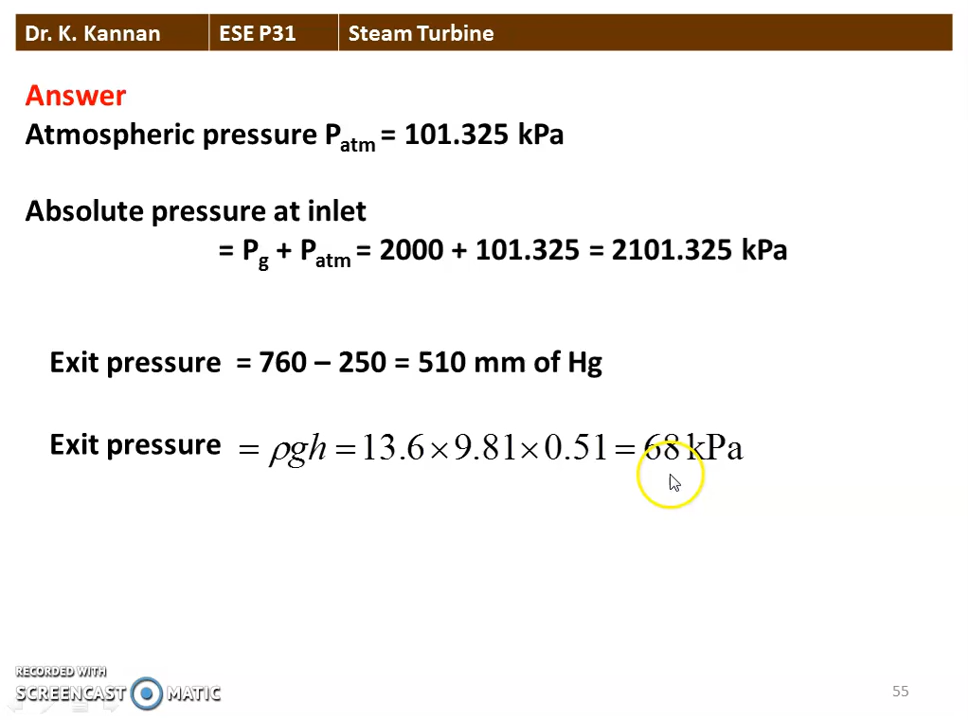 Dr. K. Kannan ESE P31 Steam Turbine
Answer
Atmospheric pressure Patm = 101.325 kPa
Absolute pressure at inlet
= Pg + Patm = 2000 + 101.325 = 2101.325 kPa
Exit pressure = 760 – 250 = 510 mm of Hg
Exit pressure = ρgh = 13.6 × 9.81 × 0.51 = 68 kPa
RECORDED WITH
SCREENCAST MATIC
55